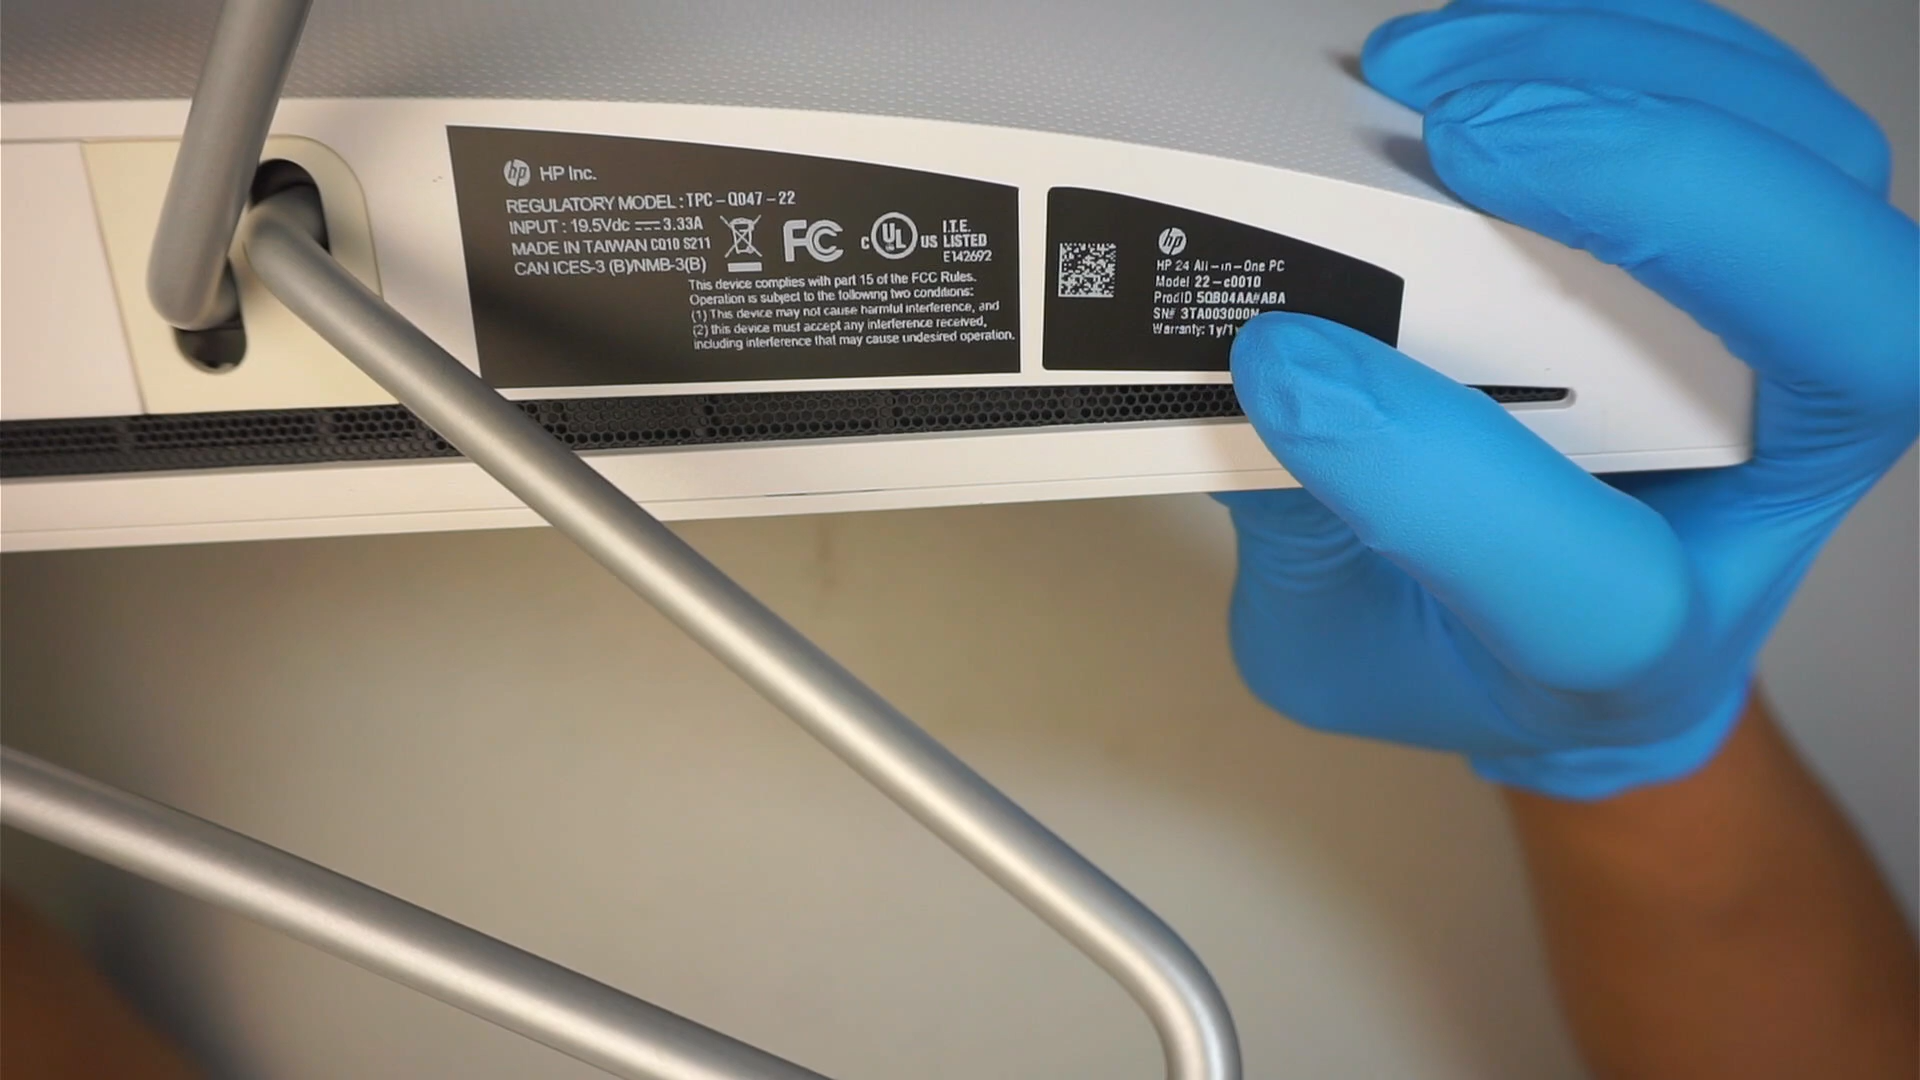 hp HP Inc.
REGULATORY MODEL : TPC-Q047-22
INPUT : 19.5Vdc 3.33A
MADE IN TAIWAN CQ10 S211
CAN ICES-3 (B)/NMB-3(B)
FC
c UL US
I.T.E.
LISTED
E142692
This device complies with part 15 of the FCC Rules.
Operation is subject to the following two conditions:
(1) This device may not cause harmful interference, and
(2) this device must accept any interference received,
including interference that may cause undesired operation.
hp
HP 24 All-in-One PC
Model 22-c0010
ProdID 5QB04AA#ABA
SN# 3TA003000N
Warranty: 1y/1y